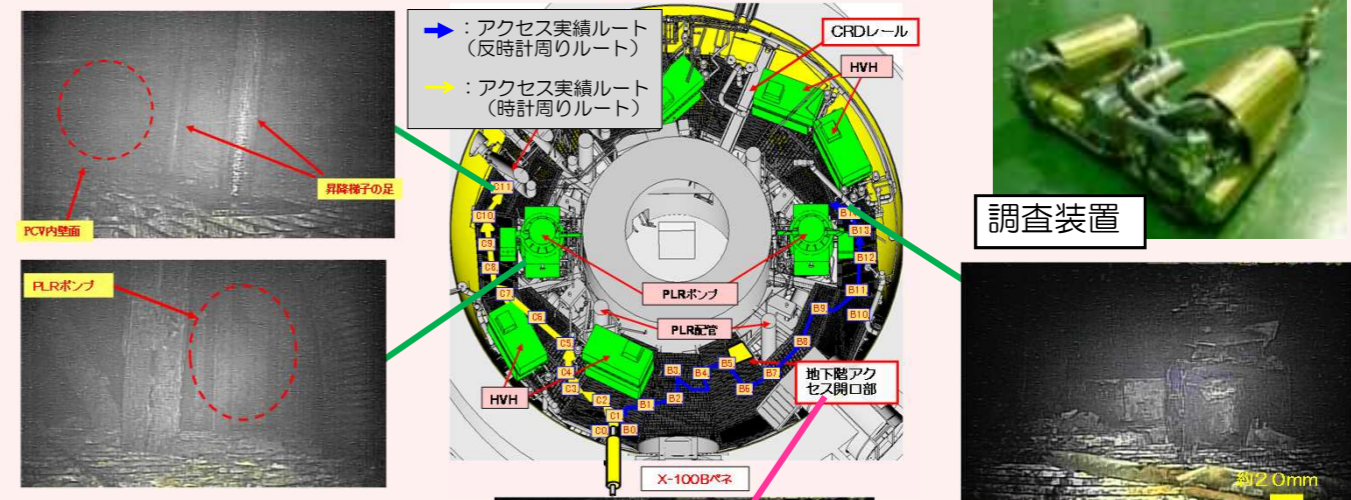 昇降梯子の足
PCV内壁面
PLRポンプ
：アクセス実績ルート
（反時計周りルート）
：アクセス実績ルート
（時計周りルート）
CRDレール
HVH
C11
C10
C9
C8
C7
C6
C5
C4
C3
C2
C1
C0
B0
B1
B2
B3
B4
B5
B6
B7
B8
B9
B10
B11
B12
B13
PLRポンプ
PLR配管
HVH
地下階アク
セス開口部
X-100Bペネ
調査装置
約20mm